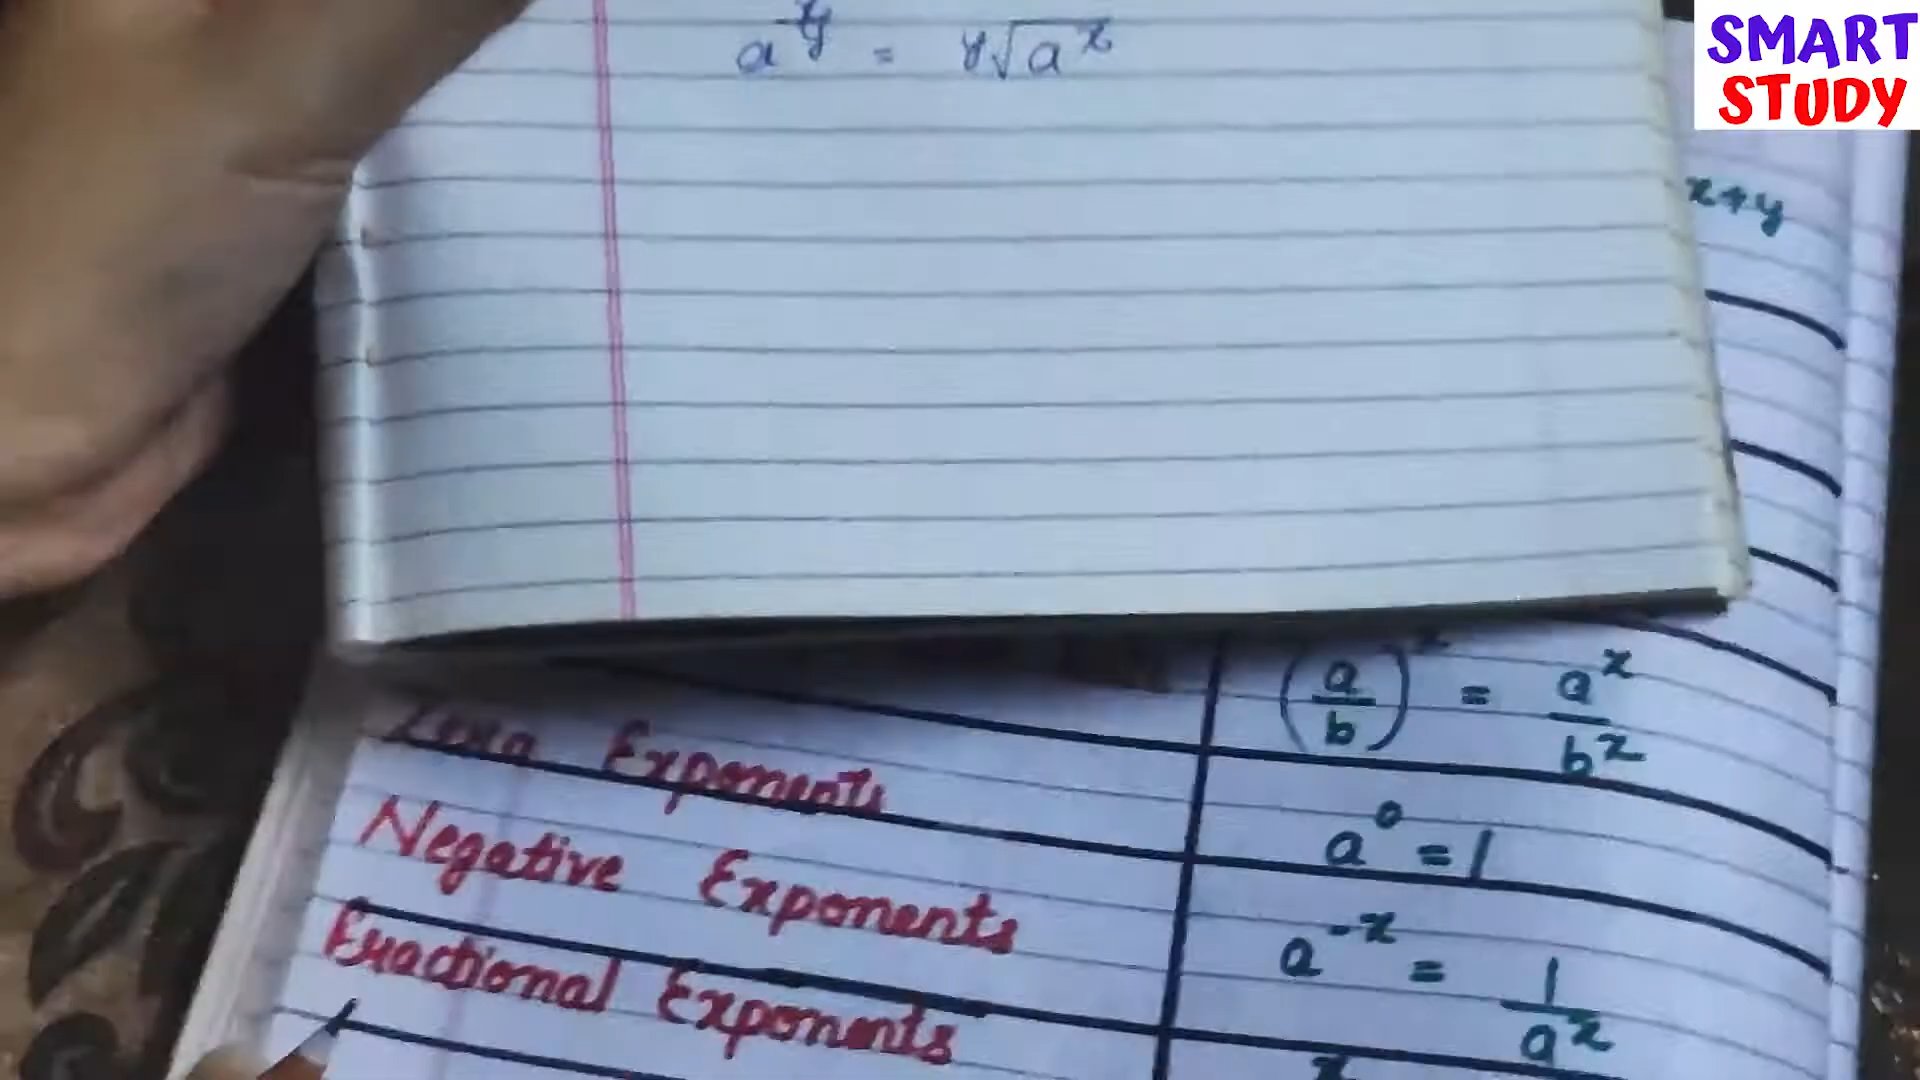 SMART
STUDY
a^(x/y) = y√a^x
x+y
(a/b)^x = a^x/b^x
Zero Exponents a^0 = 1
Negative Exponents a^-x = 1/a^x
Fractional Exponents
x